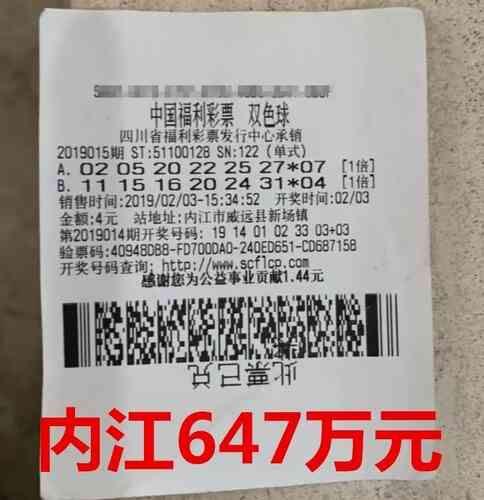 中国福利彩票 双色球
四川省福利彩票发行中心承销
2019015期 ST:51100128 SN:122 (单式)
A. 02 05 20 22 25 27*07 [1倍]
B. 11 15 16 20 24 31*04 [1倍]
销售时间:2019/02/03-15:34:52 开奖时间:02/03
金额:4元 站地址:内江市威远县新场镇
第2019014期开奖号码: 19 14 01 02 33 03+03
验票码:40948DB8-FD700DA0-240ED651-CD687158
开奖号码查询: http://www.scflcp.com
感谢您为公益事业贡献1.44元
此票已兑
内江647万元